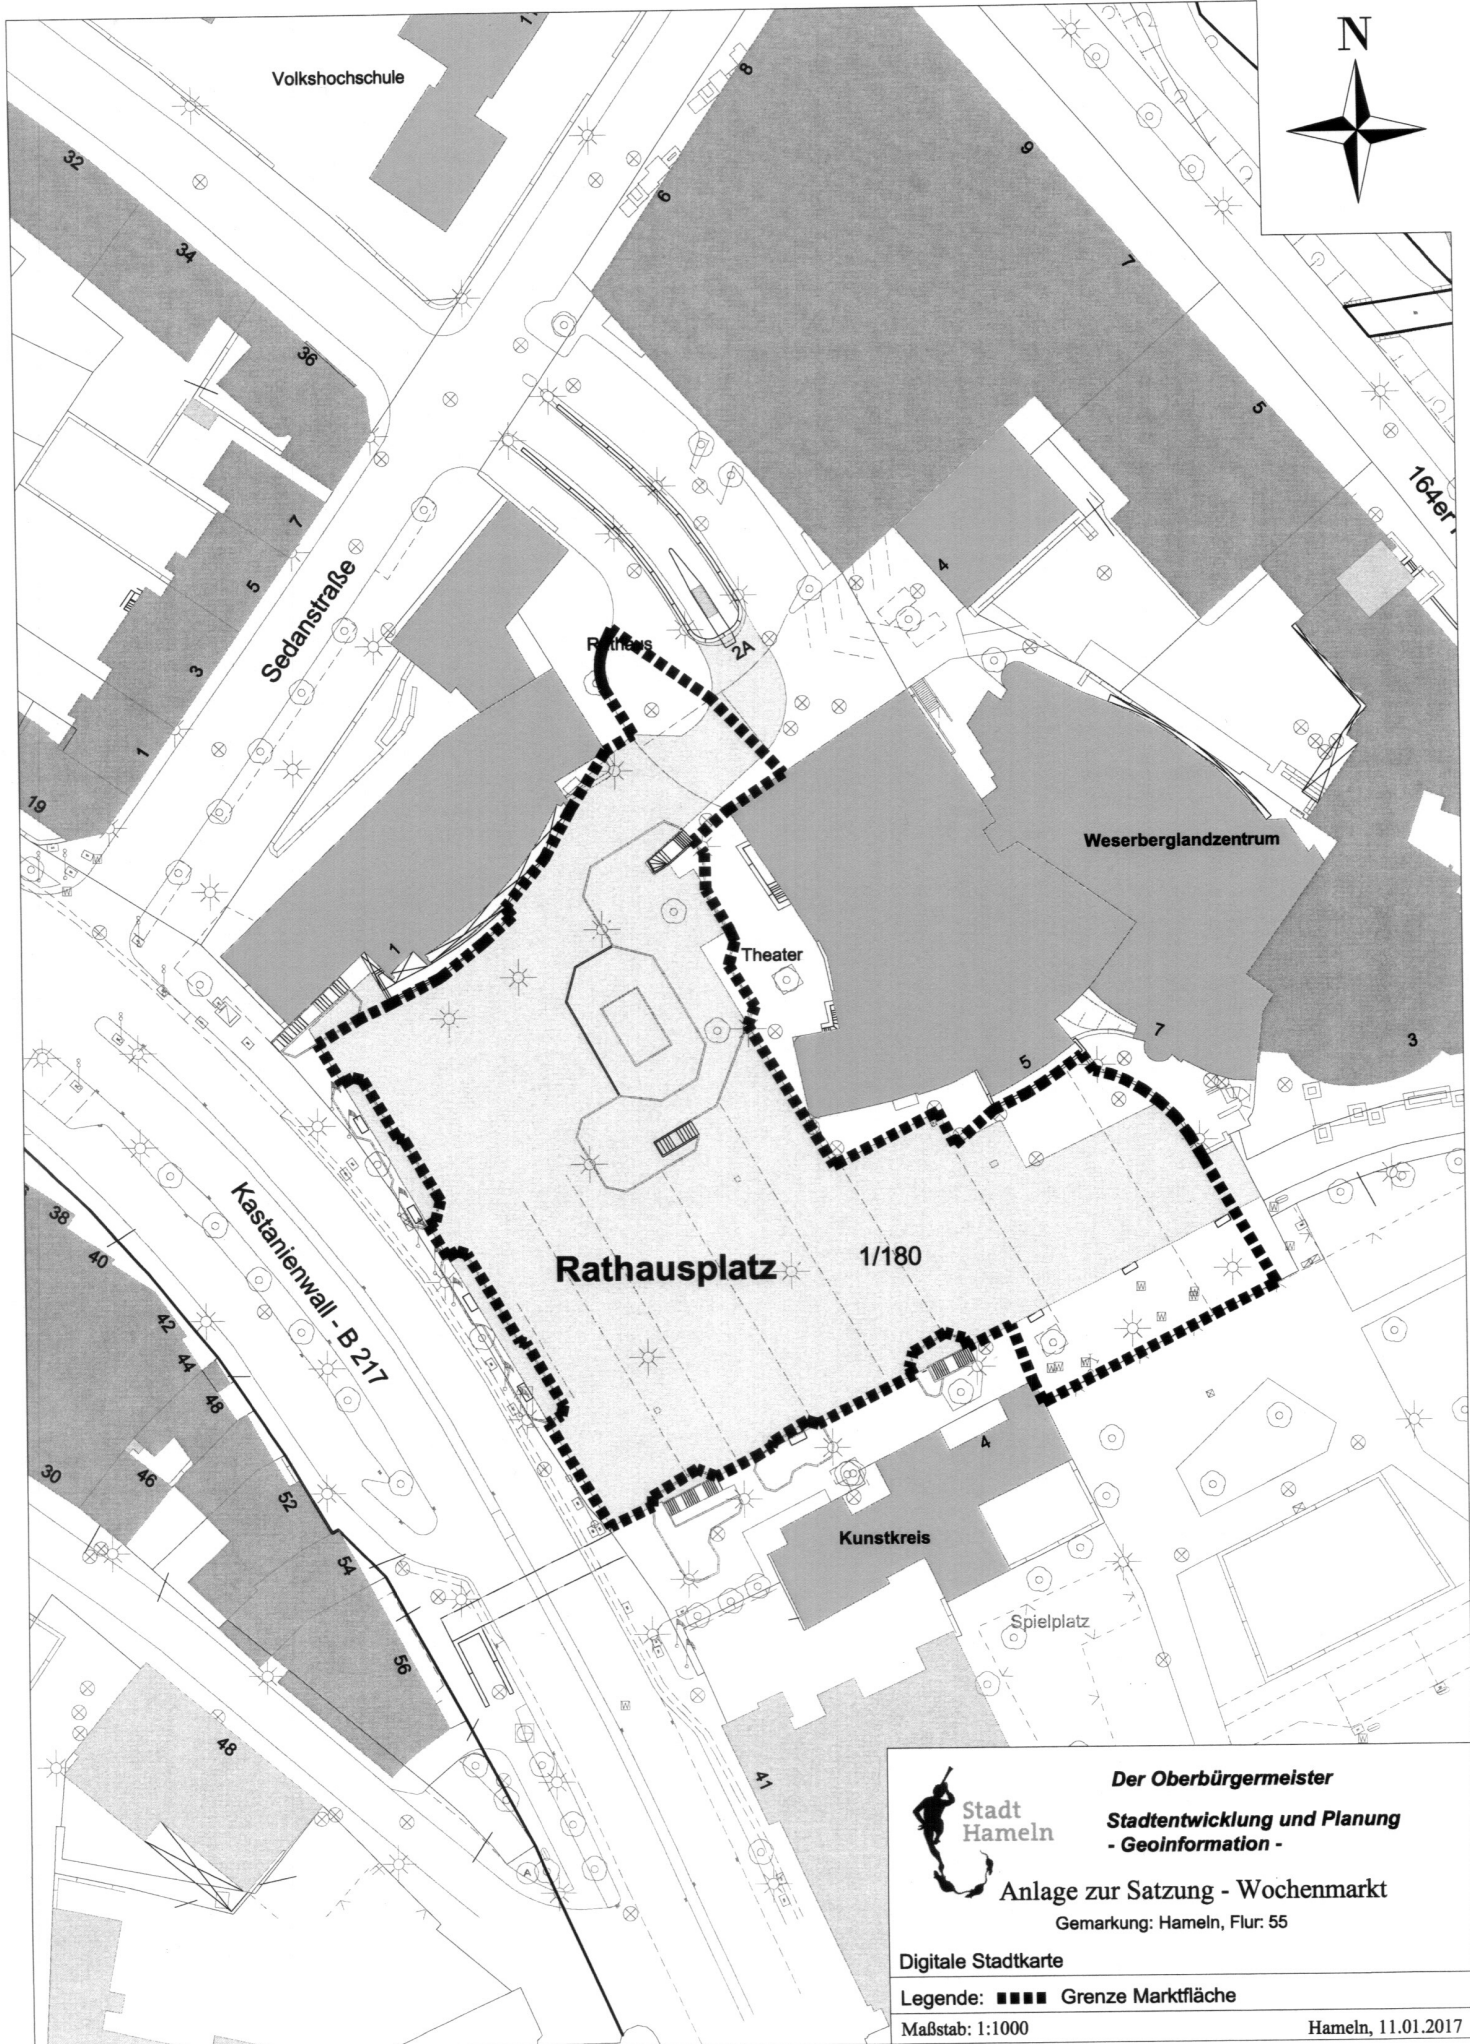 N
11
Volkshochschule
8
32
6
9
34
7
36
5
164er
7
4
5
Sedanstraße
Rathaus
2A
3
1
19
Weserberglandzentrum
1
Theater
7
5
3
38
Kastanienwall - B 217
40
Rathausplatz
1/180
42
44
48
4
30
46
52
Kunstkreis
54
Spielplatz
56
48
41
Der Oberbürgermeister
Stadt
Hameln
Stadtentwicklung und Planung
- Geoinformation -
Anlage zur Satzung - Wochenmarkt
Gemarkung: Hameln, Flur: 55
A
Digitale Stadtkarte
Legende: Grenze Marktfläche
Maßstab: 1:1000
Hameln, 11.01.2017